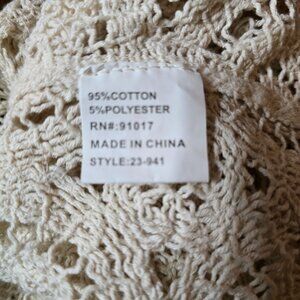 95%COTTON
5%POLYESTER
RN#:91017
MADE IN CHINA
STYLE:23-941